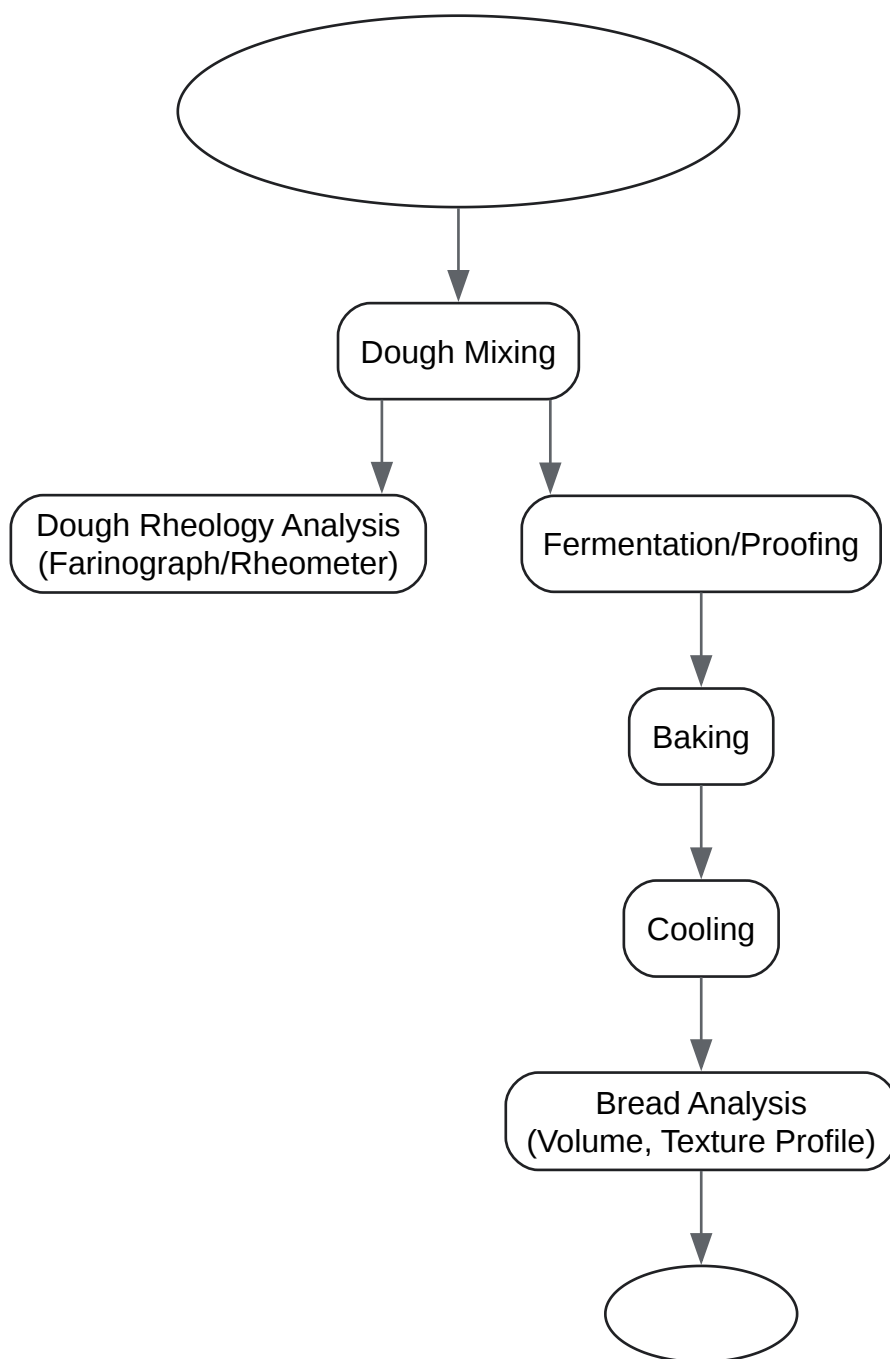 Dough Mixing
Dough Rheology Analysis
(Farinograph/Rheometer)
Fermentation/Proofing
Baking
Cooling
Bread Analysis
(Volume, Texture Profile)